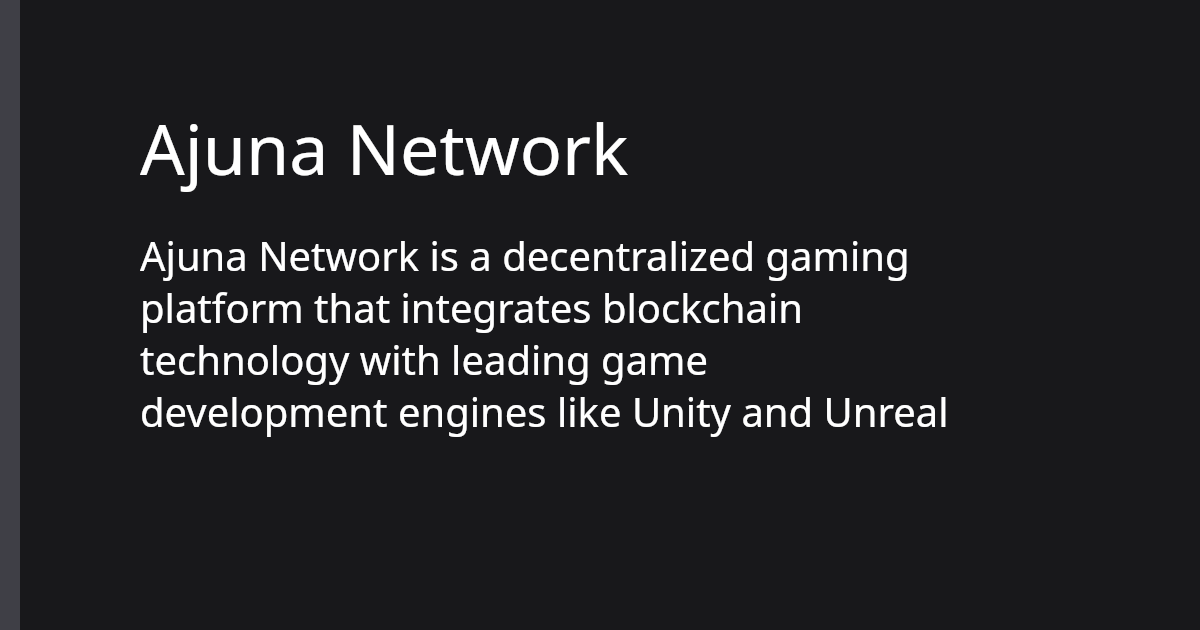 Ajuna Network
Ajuna Network is a decentralized gaming
platform that integrates blockchain
technology with leading game
development engines like Unity and Unreal